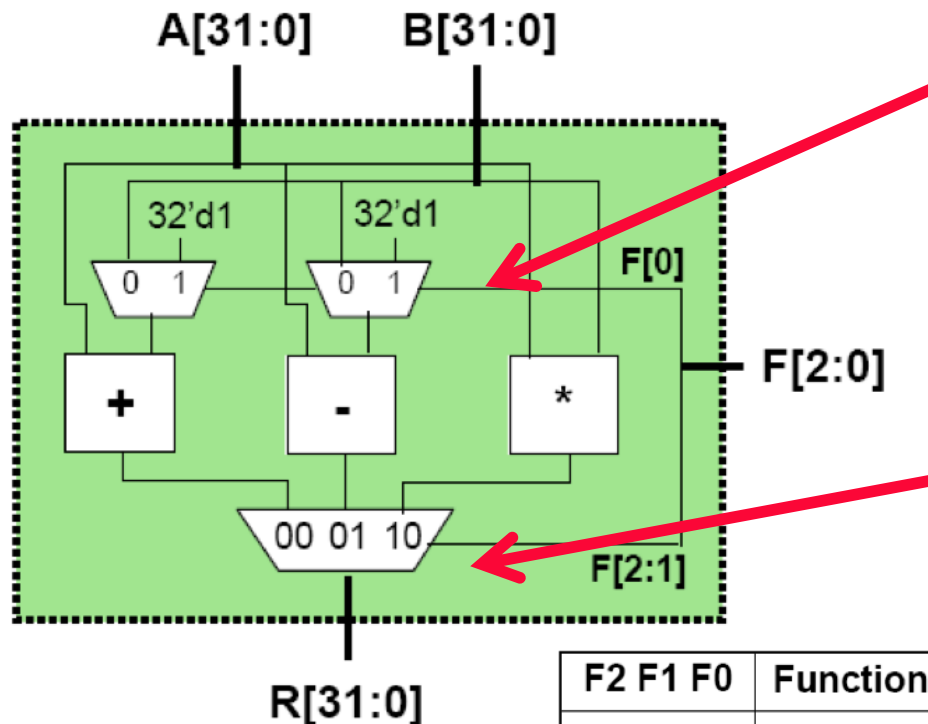 A[31:0] B[31:0]
32'd1 32'd1
0 1 0 1 F[0]
F[2:0]
+ - *
00 01 10
F[2:1]
R[31:0]
F2 F1 F0 Function